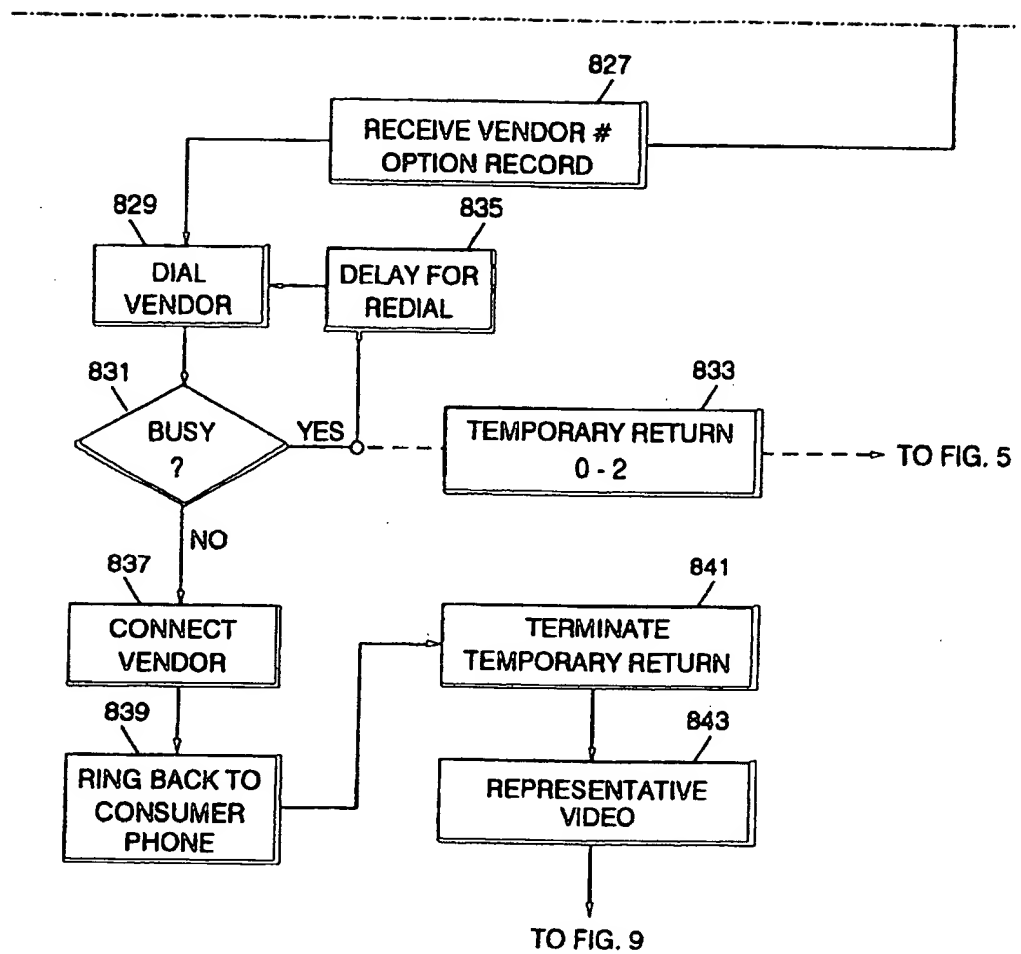 827
RECEIVE VENDOR #
OPTION RECORD
829
DIAL
VENDOR
835
DELAY FOR
REDIAL
831
BUSY
?
YES
833
TEMPORARY RETURN
0 - 2
TO FIG. 5
NO
837
CONNECT
VENDOR
841
TERMINATE
TEMPORARY RETURN
839
RING BACK TO
CONSUMER
PHONE
843
REPRESENTATIVE
VIDEO
TO FIG. 9